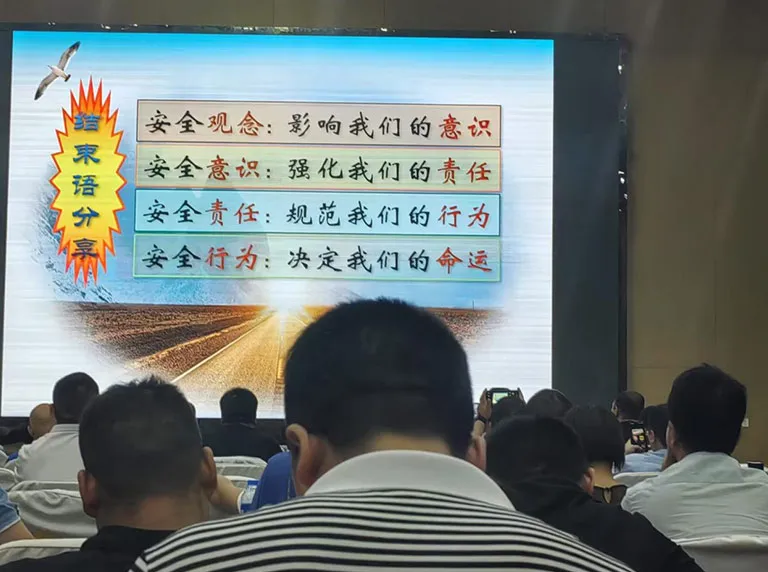 结束语分享
安全观念：影响我们的意识
安全意识：强化我们的责任
安全责任：规范我们的行为
安全行为：决定我们的命运